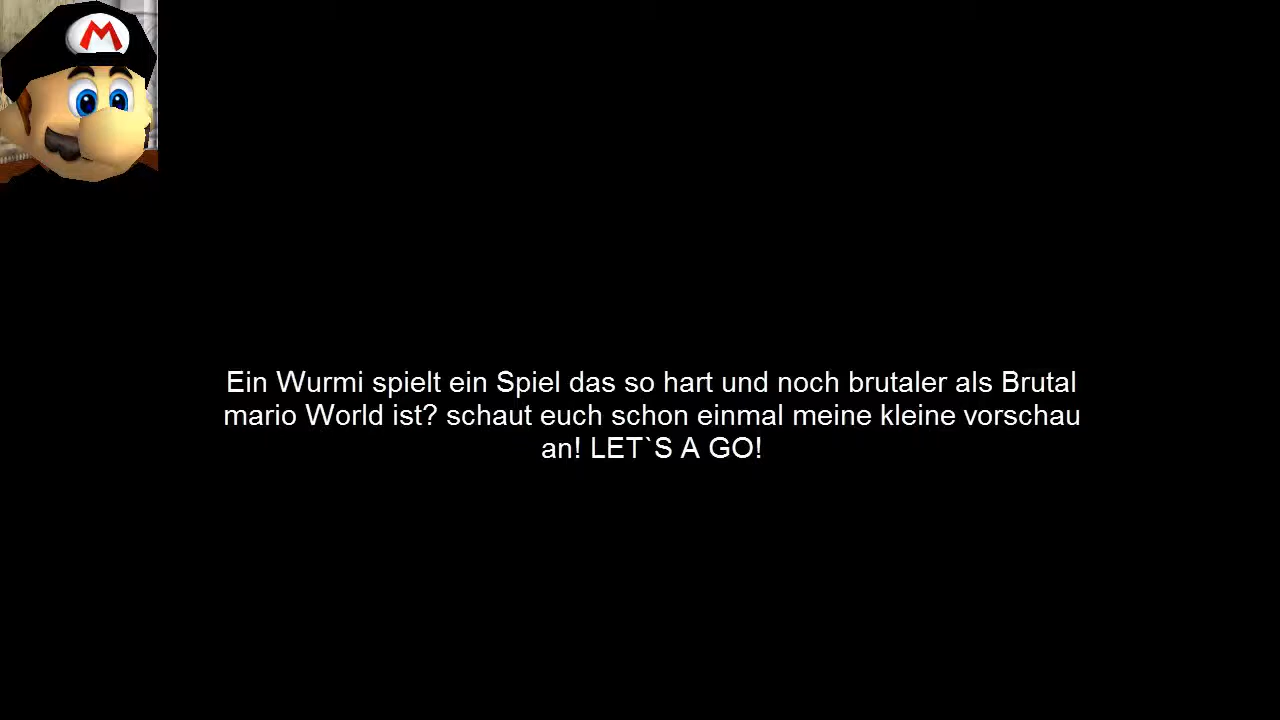 M
Ein Wurmi spielt ein Spiel das so hart und noch brutaler als Brutal
mario World ist? schaut euch schon einmal meine kleine vorschau
an! LET`S A GO!